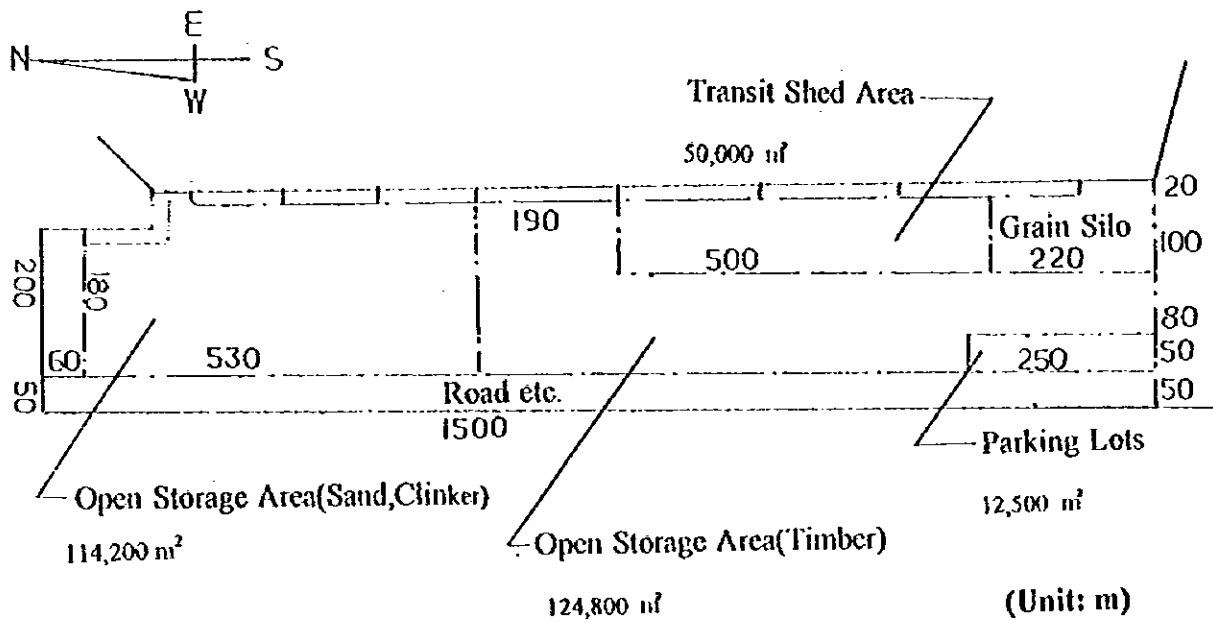 E
N
S
W
Transit Shed Area
50,000 ㎡
20
190
Grain Silo
100
500
220
200
180
80
60
530
250
50
50
Road etc.
50
1500
Parking Lots
Open Storage Area(Sand,Clinker)
12,500 ㎡
114,200 m²
Open Storage Area(Timber)
124,800 ㎡
(Unit: m)